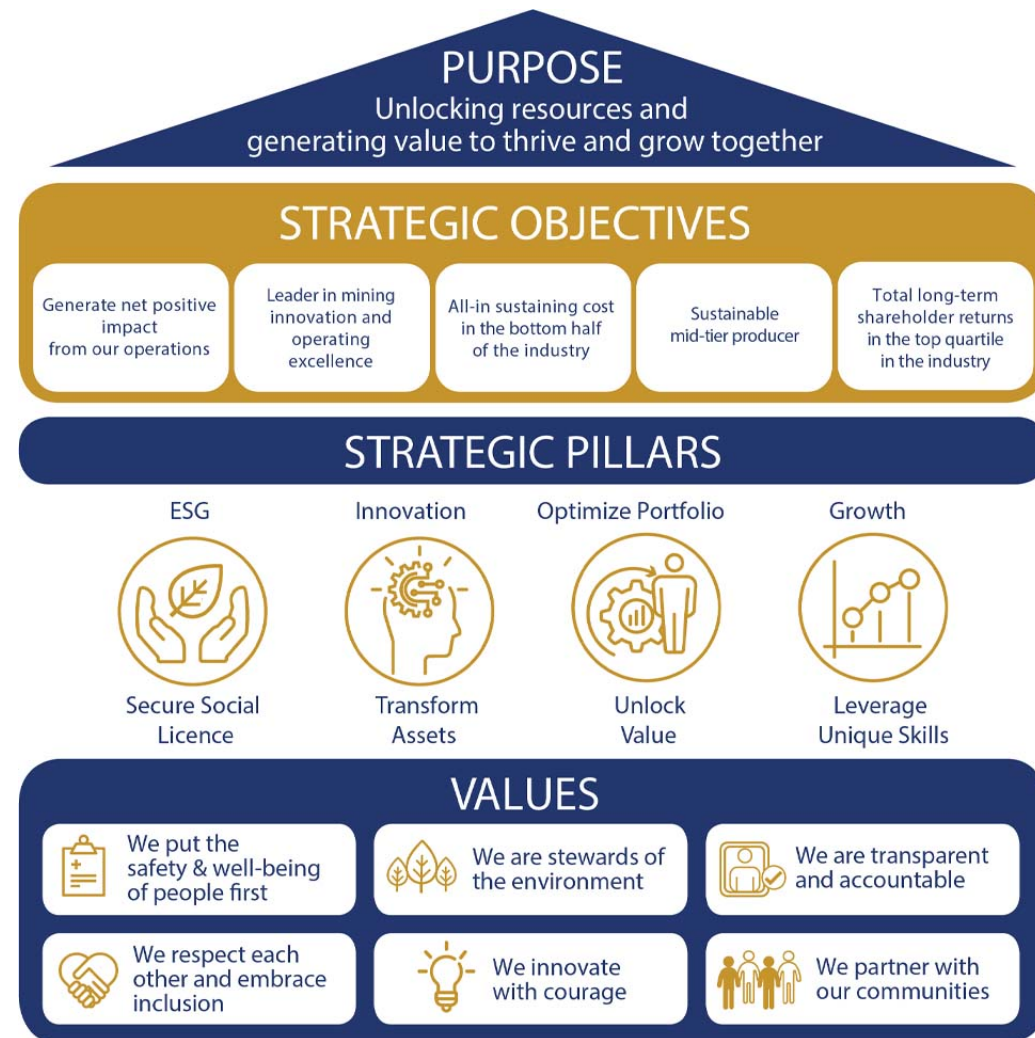 PURPOSE
Unlocking resources and
generating value to thrive and grow together
STRATEGIC OBJECTIVES
Generate net positive
impact
from our operations
Leader in mining
innovation and
operating
excellence
All-in sustaining cost
in the bottom half
of the industry
Sustainable
mid-tier producer
Total long-term
shareholder returns
in the top quartile
in the industry
STRATEGIC PILLARS
ESG
Secure Social
Licence
Innovation
Transform
Assets
Optimize Portfolio
Unlock
Value
Growth
Leverage
Unique Skills
VALUES
We put the
safety & well-being
of people first
We are stewards of
the environment
We are transparent
and accountable
We respect each
other and embrace
inclusion
We innovate
with courage
We partner with
our communities